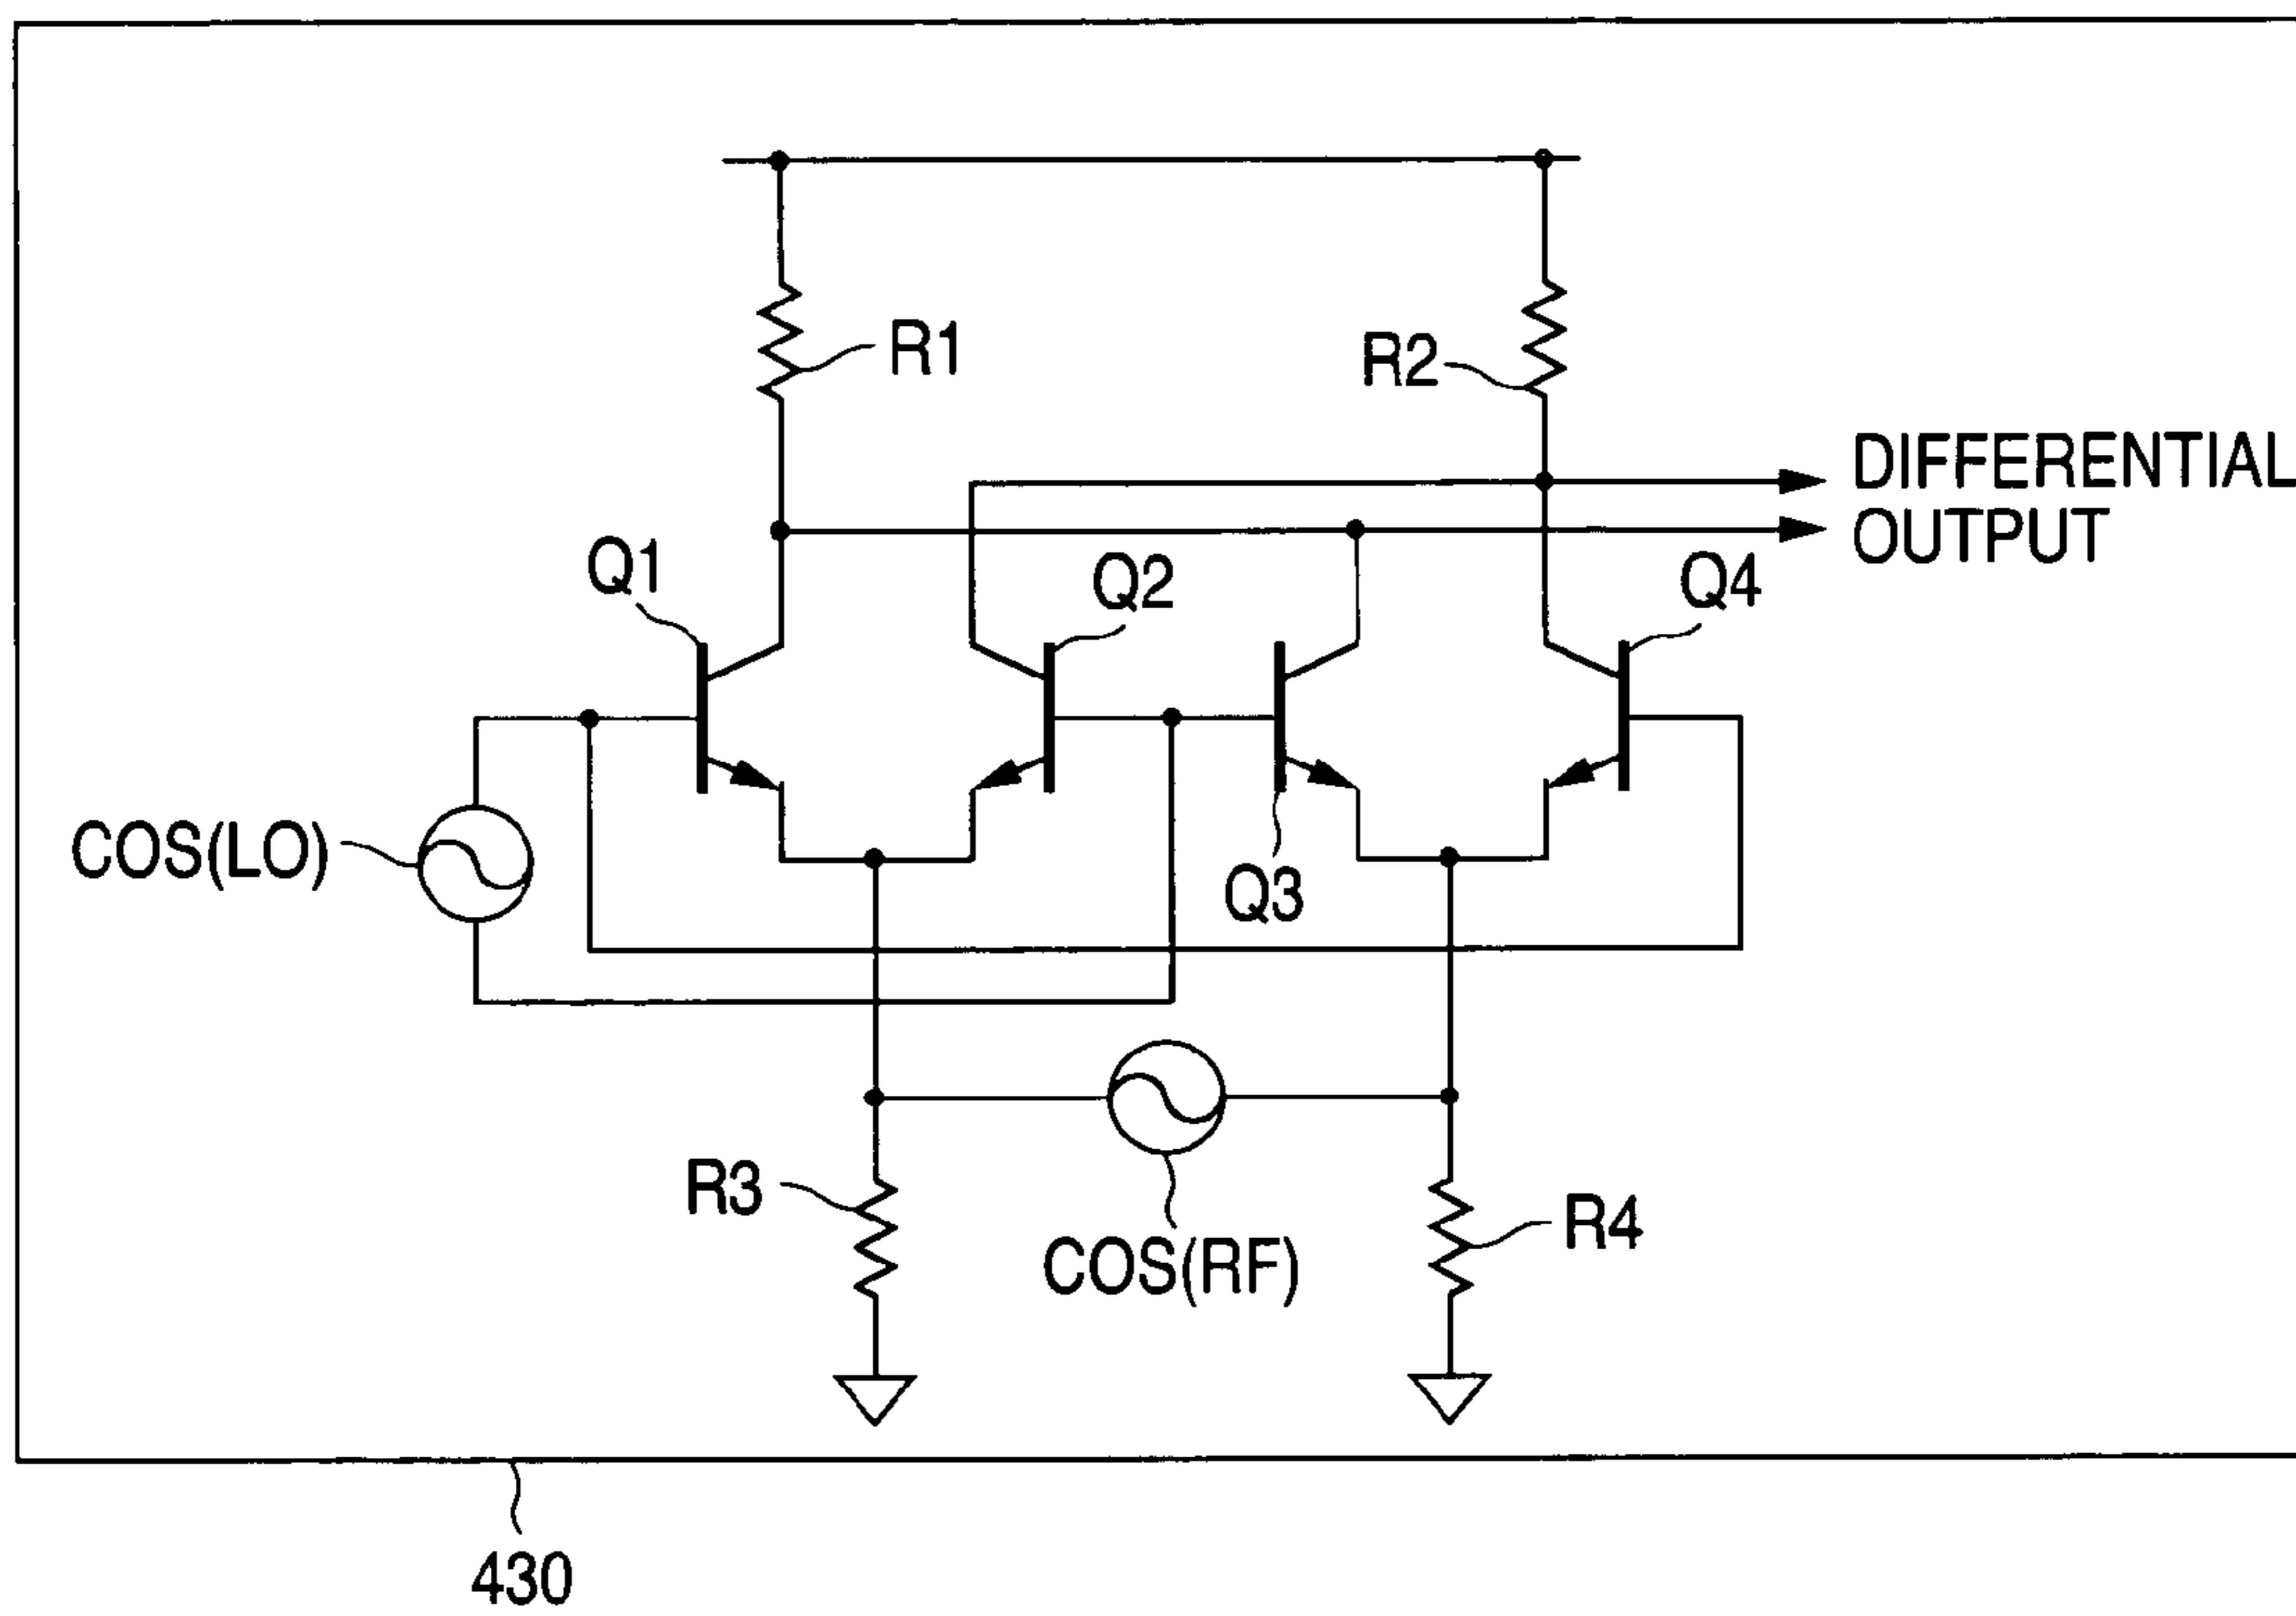 R1
R2
DIFFERENTIAL
OUTPUT
Q1
Q2
Q4
COS(LO)
Q3
R3
R4
COS(RF)
430